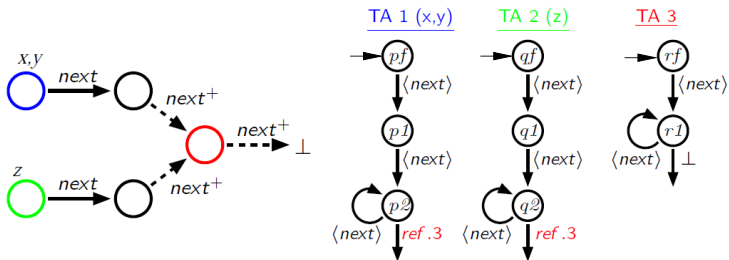 x,y
next
next+
next+
⊥
z
next
next+
TA 1 (x,y)
pf
⟨next⟩
p1
⟨next⟩
p2
⟨next⟩
ref.3
TA 2 (z)
qf
⟨next⟩
q1
⟨next⟩
q2
⟨next⟩
ref.3
TA 3
rf
⟨next⟩
r1
⟨next⟩
⊥